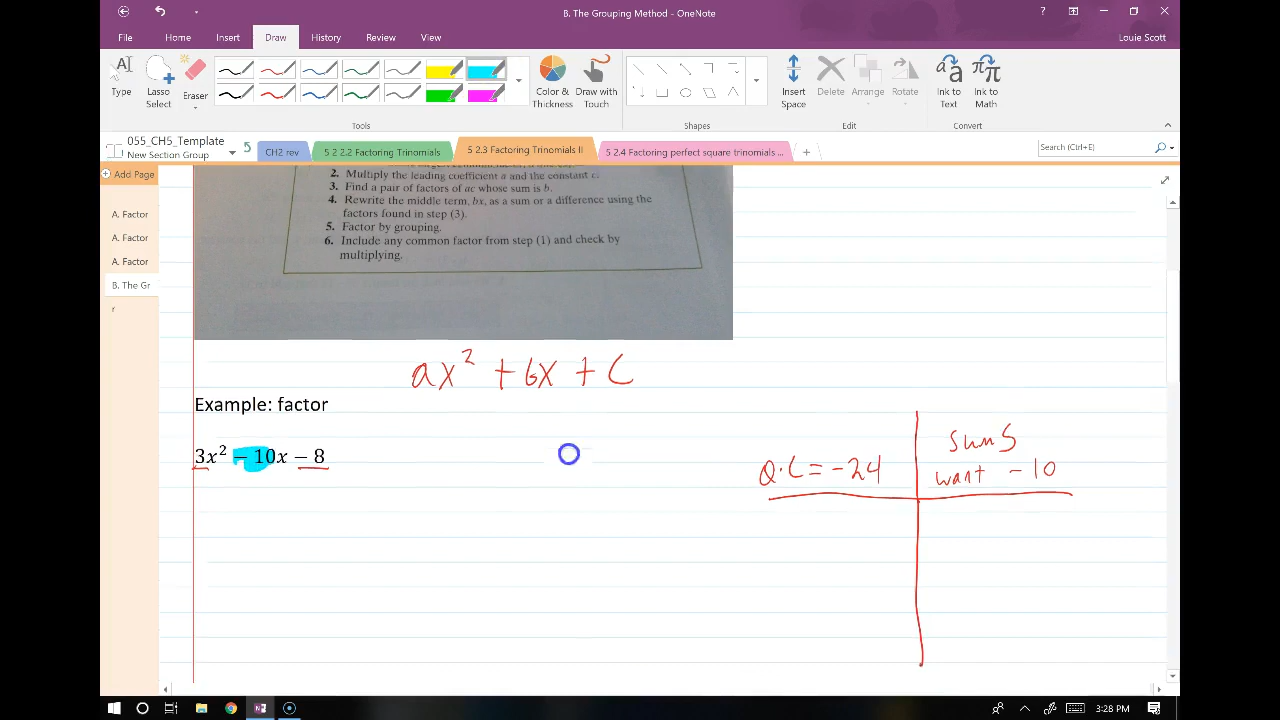 B. The Grouping Method - OneNote
?
File Home Insert Draw History Review View
Louie Scott
Type Lasso Select Eraser Color & Thickness Draw with Touch Insert Space Delete Arrange Rotate Ink to Text Ink to Math
Tools Shapes Edit Convert
055_CH5_Template
New Section Group
CH2 rev 5 2 2.2 Factoring Trinomials 5 2.3 Factoring Trinomials II 5 2.4 Factoring perfect square trinomials ... +
Search (Ctrl+E)
Add Page
A. Factor
A. Factor
A. Factor
B. The Gr
r
2. Multiply the leading coefficient a and the constant c.
3. Find a pair of factors of ac whose sum is b.
4. Rewrite the middle term, bx, as a sum or a difference using the
factors found in step (3).
5. Factor by grouping.
6. Include any common factor from step (1) and check by
multiplying.
ax² + bx + c
Example: factor
3x² − 10x − 8
a·c = -24
sums
want -10
3:28 PM